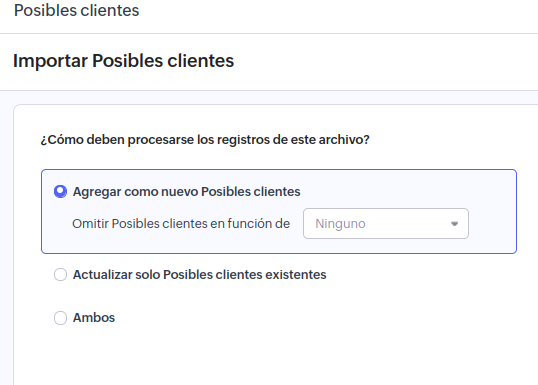 Posibles clientes
Importar Posibles clientes
¿Cómo deben procesarse los registros de este archivo?
Agregar como nuevo Posibles clientes
Omitir Posibles clientes en función de Ninguno
Actualizar solo Posibles clientes existentes
Ambos